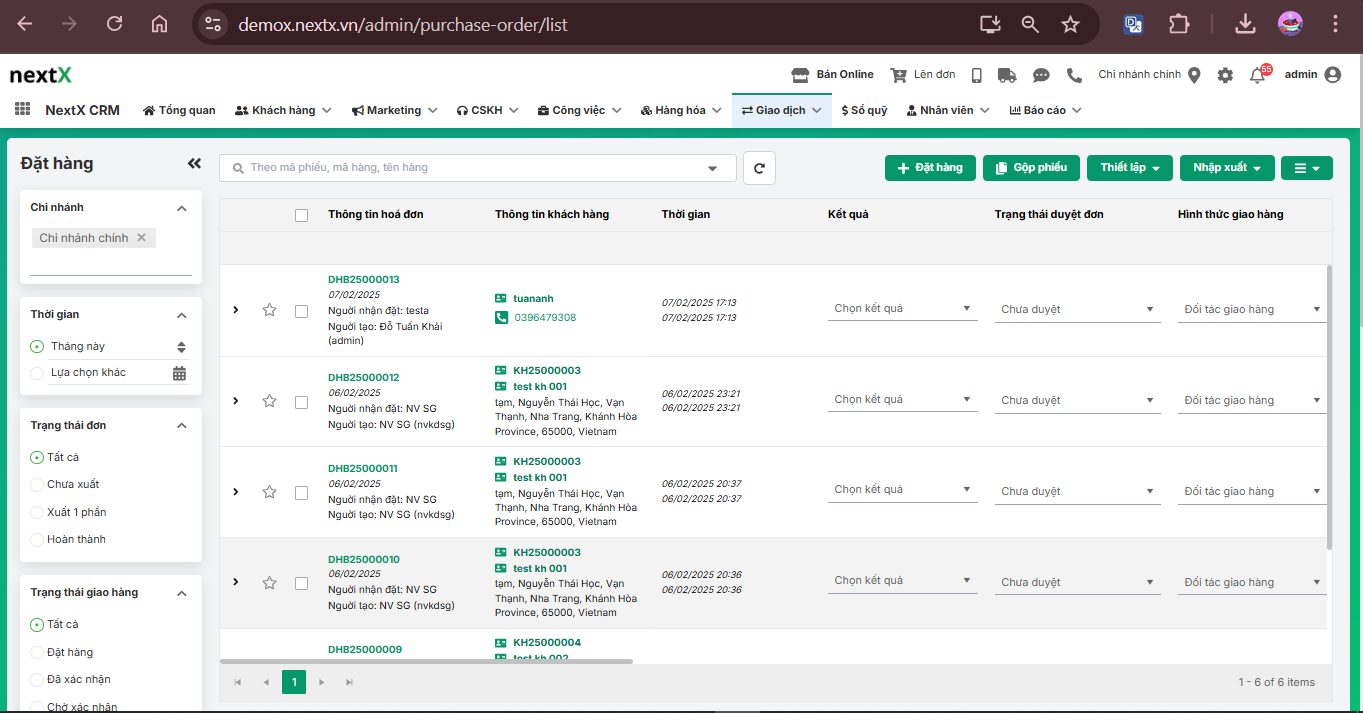 demox.nextx.vn/admin/purchase-order/list
nextX
Bán Online
Lên đơn
Chi nhánh chính
55
admin
NextX CRM
Tổng quan
Khách hàng
Marketing
CSKH
Công việc
Hàng hóa
Giao dịch
$ Sổ quỹ
Nhân viên
Báo cáo
Đặt hàng
Theo mã phiếu, mã hàng, tên hàng
Đặt hàng
Gộp phiếu
Thiết lập
Nhập xuất
Chi nhánh
Chi nhánh chính
Thời gian
Tháng này
Lựa chọn khác
Trạng thái đơn
Tất cả
Chưa xuất
Xuất 1 phần
Hoàn thành
Trạng thái giao hàng
Tất cả
Đặt hàng
Đã xác nhận
Chờ xác nhận
Thông tin hoá đơn
Thông tin khách hàng
Thời gian
Kết quả
Trạng thái duyệt đơn
Hình thức giao hàng
DHB25000013
07/02/2025
Người nhận đặt: testa
Người tạo: Đỗ Tuấn Khải
(admin)
tuananh
0396479308
07/02/2025 17:13
07/02/2025 17:13
Chọn kết quả
Chưa duyệt
Đối tác giao hàng
DHB25000012
06/02/2025
Người nhận đặt: NV SG
Người tạo: NV SG (nvkdsg)
KH25000003
test kh 001
tạm, Nguyễn Thái Học, Vạn
Thạnh, Nha Trang, Khánh Hòa
Province, 65000, Vietnam
06/02/2025 23:21
06/02/2025 23:21
Chọn kết quả
Chưa duyệt
Đối tác giao hàng
DHB25000011
06/02/2025
Người nhận đặt: NV SG
Người tạo: NV SG (nvkdsg)
KH25000003
test kh 001
tạm, Nguyễn Thái Học, Vạn
Thạnh, Nha Trang, Khánh Hòa
Province, 65000, Vietnam
06/02/2025 20:37
06/02/2025 20:37
Chọn kết quả
Chưa duyệt
Đối tác giao hàng
DHB25000010
06/02/2025
Người nhận đặt: NV SG
Người tạo: NV SG (nvkdsg)
KH25000003
test kh 001
tạm, Nguyễn Thái Học, Vạn
Thạnh, Nha Trang, Khánh Hòa
Province, 65000, Vietnam
06/02/2025 20:36
06/02/2025 20:36
Chọn kết quả
Chưa duyệt
Đối tác giao hàng
DHB25000009
KH25000004
test kh 002
1
1 - 6 of 6 items